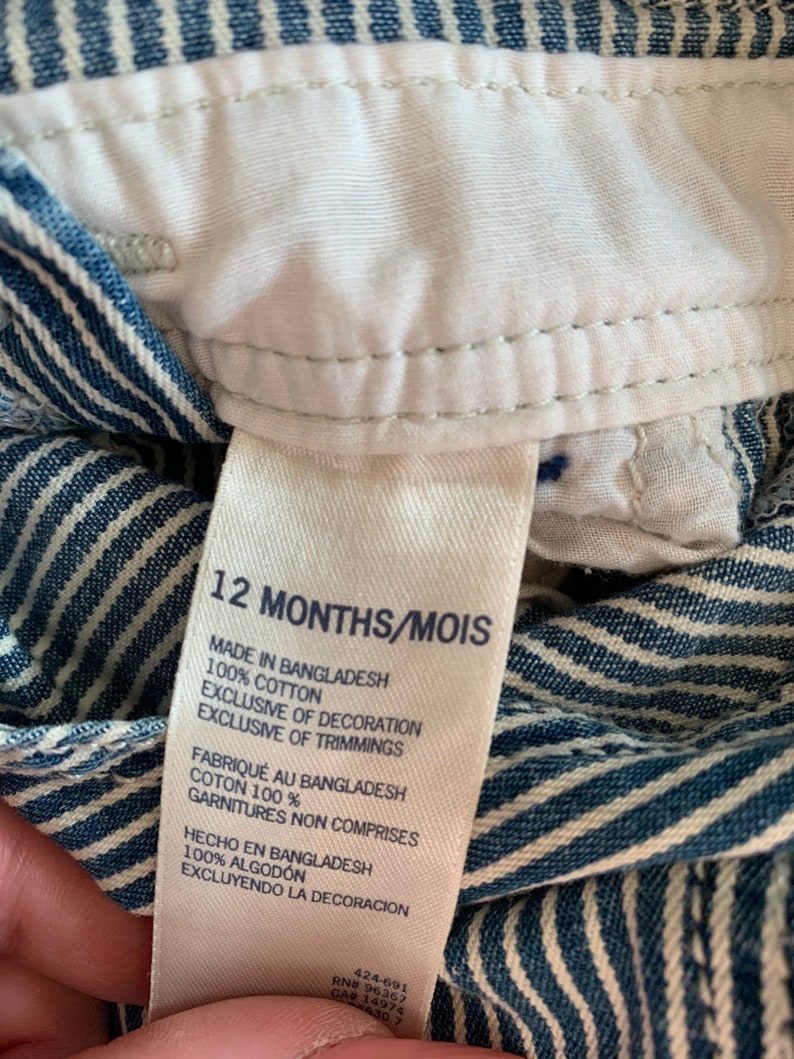 12 MONTHS/MOIS
MADE IN BANGLADESH
100% COTTON
EXCLUSIVE OF DECORATION
EXCLUSIVE OF TRIMMINGS
FABRIQUÉ AU BANGLADESH
COTON 100 %
GARNITURES NON COMPRISES
HECHO EN BANGLADESH
100% ALGODÓN
EXCLUYENDO LA DECORACION
424-691
RN# 96367
CA# 14974